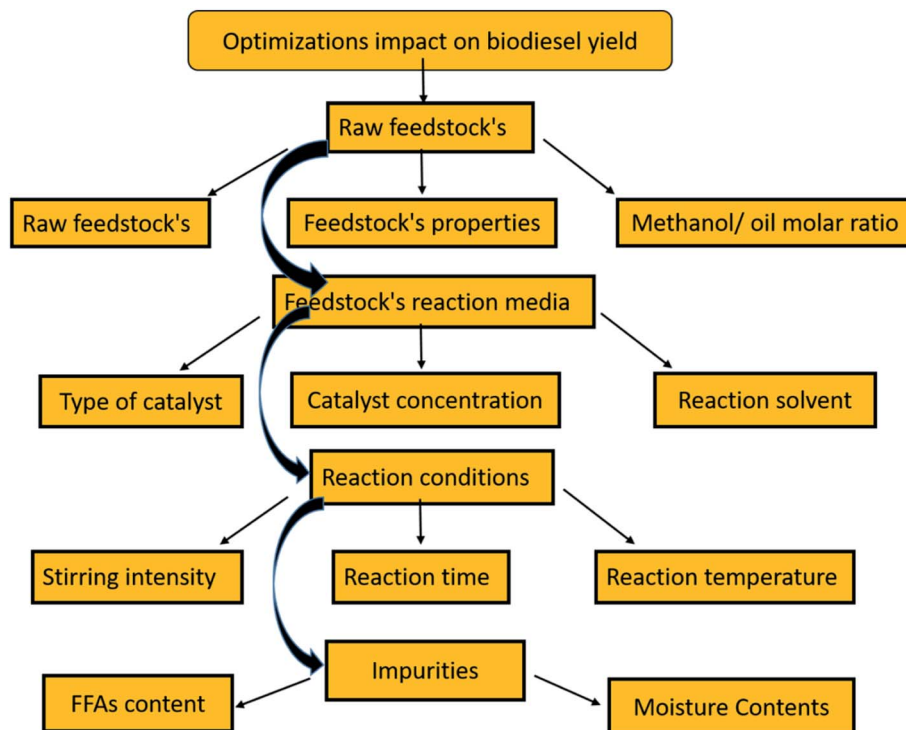 Optimizations impact on biodiesel yield
Raw feedstock's
Raw feedstock's
Feedstock's properties
Methanol/ oil molar ratio
Feedstock's reaction media
Type of catalyst
Catalyst concentration
Reaction solvent
Reaction conditions
Stirring intensity
Reaction time
Reaction temperature
Impurities
FFAs content
Moisture Contents